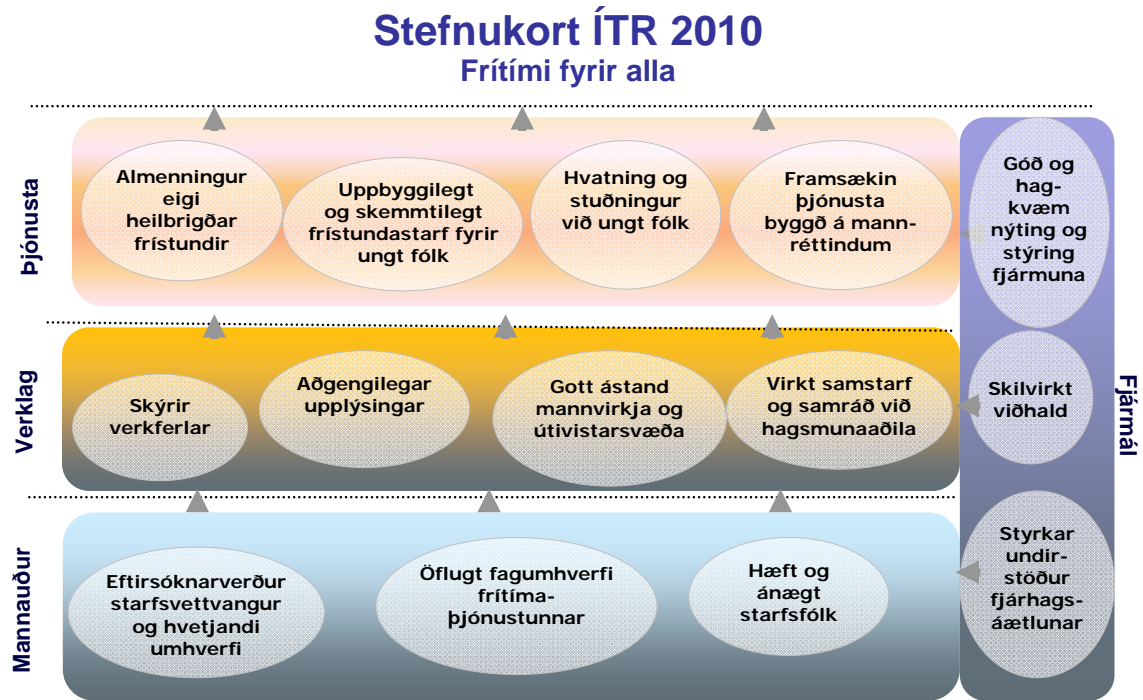 Stefnukort ÍTR 2010
Frítími fyrir alla
Þjónusta
Almenningur
eigi
heilbrigðar
frístundir
Uppbyggilegt
og skemmtilegt
frístundastarf fyrir
ungt fólk
Hvatning og
stuðningur
við ungt fólk
Framsækin
þjónusta
byggð á mann-
réttindum
Góð og
hag-
kvæm
nýting og
stýring
fjármuna
Verklag
Skýrir
verkferlar
Aðgengilegar
upplýsingar
Gott ástand
mannvirkja og
útivistarsvæða
Virkt samstarf
og samráð við
hagsmunaaðila
Skilvirkt
viðhald
Fjármál
Mannauður
Eftirsóknarverður
starfsvettvangur
og hvetjandi
umhverfi
Öflugt fagumhverfi
frítíma-
þjónustunnar
Hæft og
ánægt
starfsfólk
Styrkar
undir-
stöður
fjárhags-
áætlunar